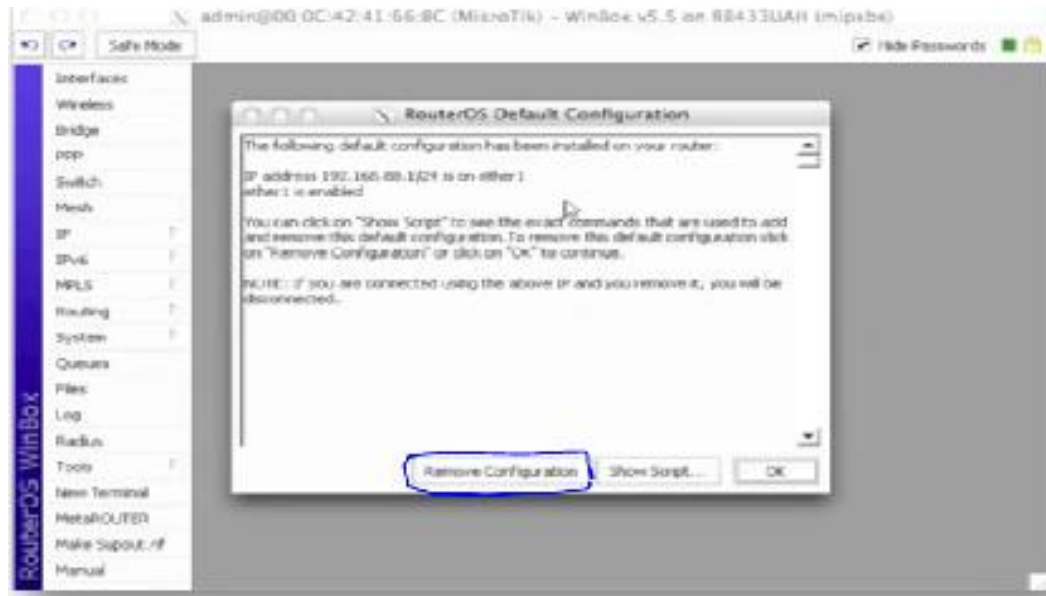 admin@00:0C:42:41:66:8C (MikroTik) - WinBox v5.5 on RB433UAH (mipsbe)
Safe Mode
Hide Passwords
Interfaces
Wireless
Bridge
PPP
Switch
Mesh
IP
IPv6
MPLS
Routing
System
Queues
Files
Log
Radius
Tools
New Terminal
MetaROUTER
Make Supout.rif
Manual
RouterOS WinBox
RouterOS Default Configuration
The following default configuration has been installed on your router:
IP address 192.168.88.1/24 is on ether1
ether1 is enabled
You can click on "Show Script" to see the exact commands that are used to add
and remove this default configuration. To remove this default configuration click
on "Remove Configuration" or click on "OK" to continue.
NOTE: If you are connected using the above IP and you remove it, you will be
disconnected.
Remove Configuration
Show Script...
OK